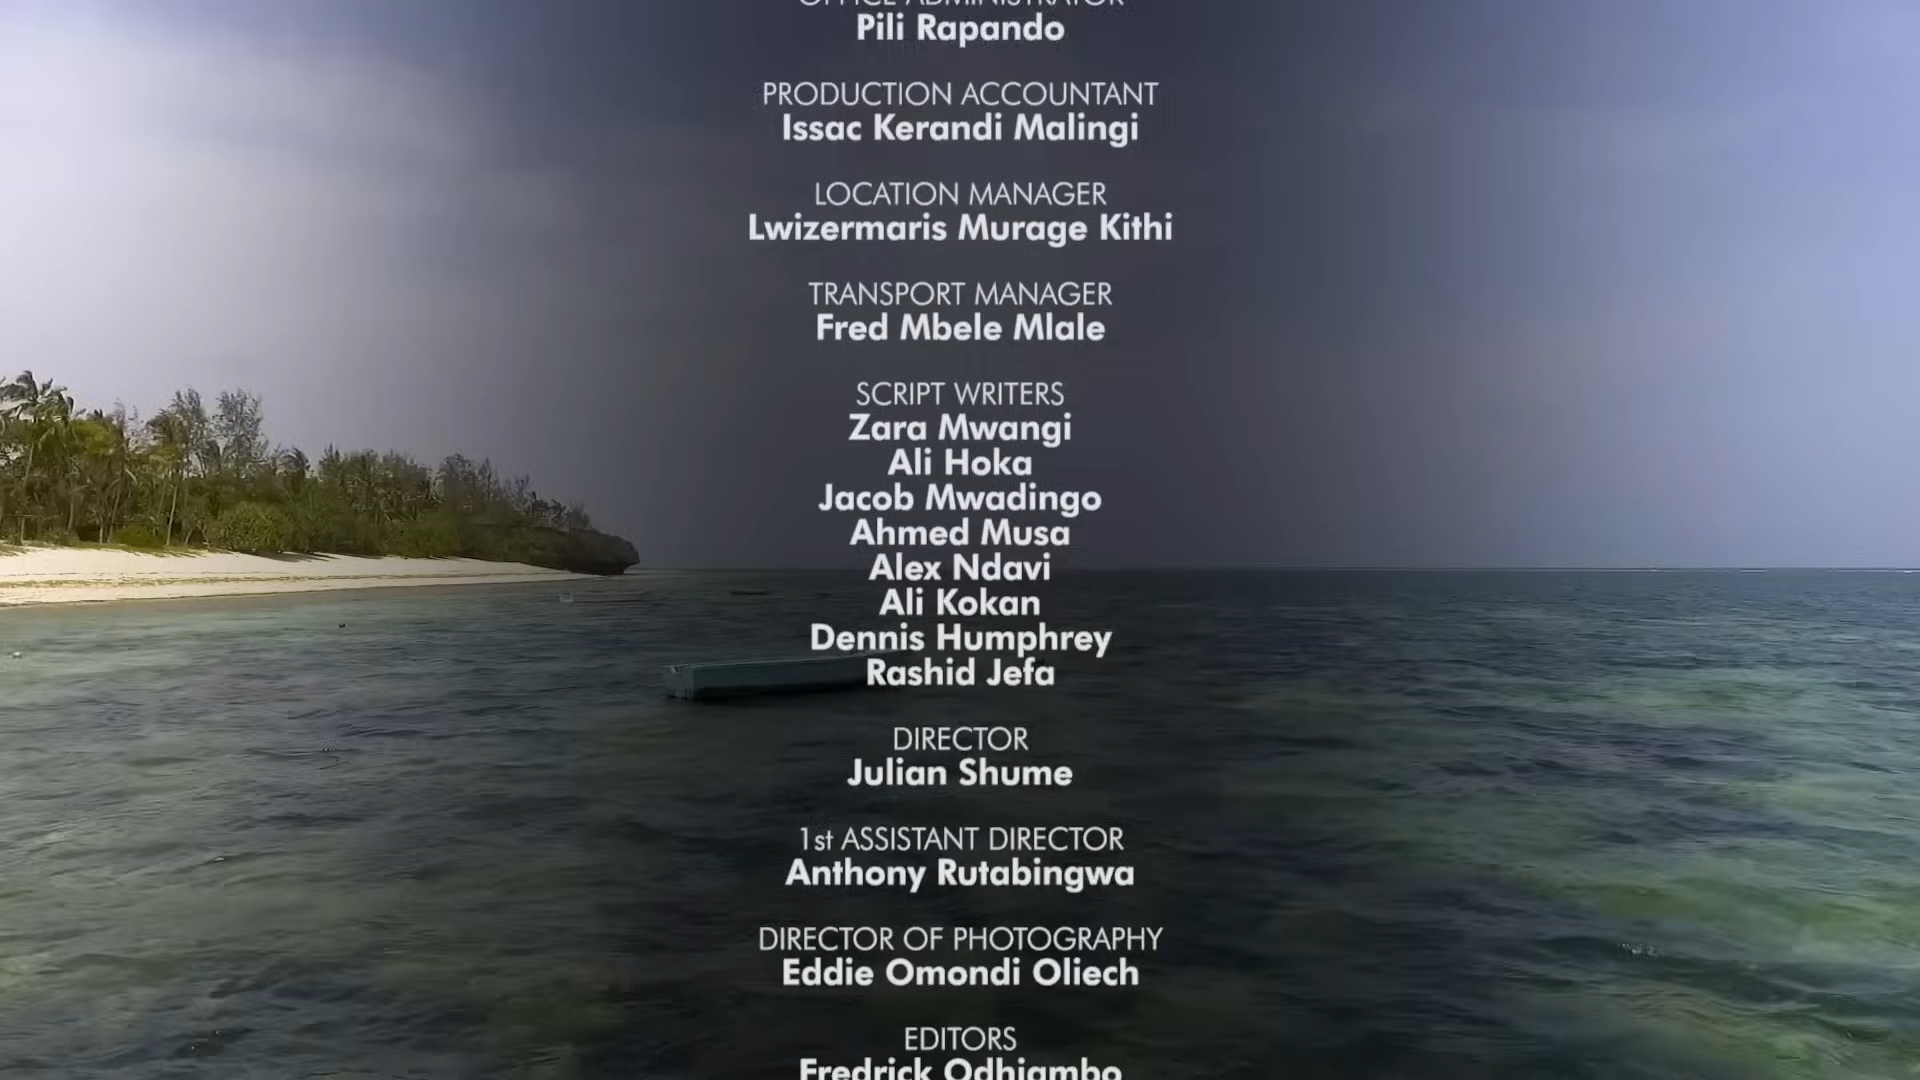 OFFICE ADMINISTRATOR
Pili Rapando
PRODUCTION ACCOUNTANT
Issac Kerandi Malingi
LOCATION MANAGER
Lwizermaris Murage Kithi
TRANSPORT MANAGER
Fred Mbele Mlale
SCRIPT WRITERS
Zara Mwangi
Ali Hoka
Jacob Mwadingo
Ahmed Musa
Alex Ndavi
Ali Kokan
Dennis Humphrey
Rashid Jefa
DIRECTOR
Julian Shume
1st ASSISTANT DIRECTOR
Anthony Rutabingwa
DIRECTOR OF PHOTOGRAPHY
Eddie Omondi Oliech
EDITORS
Fredrick Odhiambo